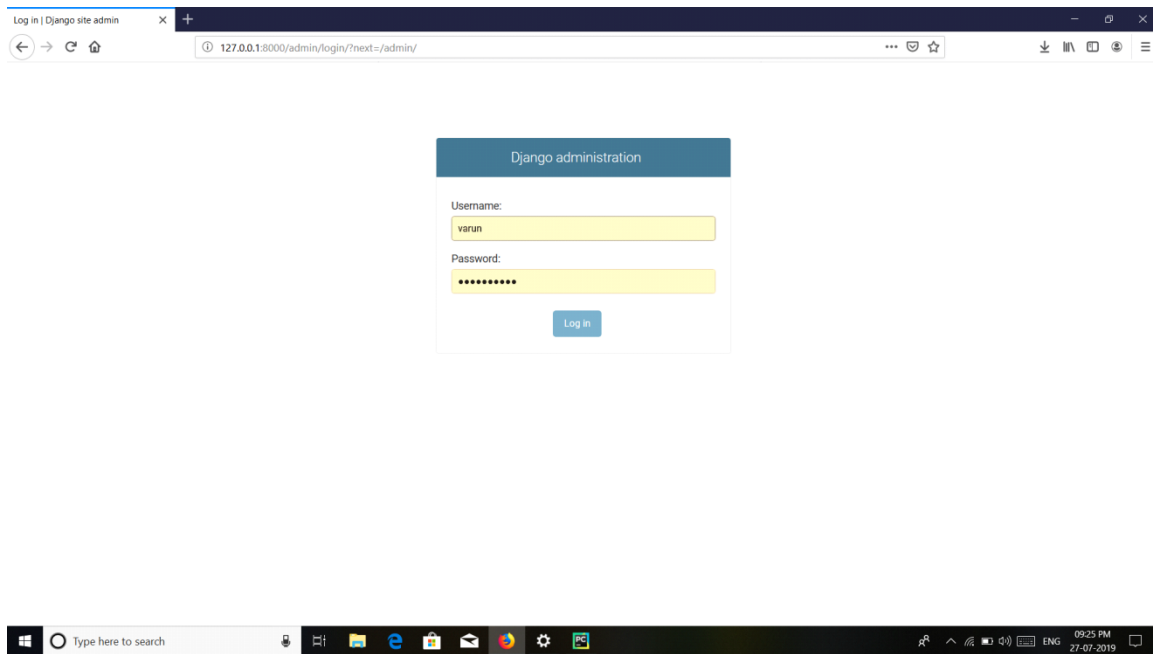 Log in | Django site admin
127.0.0.1:8000/admin/login/?next=/admin/
Django administration
Username:
varun
Password:
••••••••••
Log in
Type here to search
PC
ENG
09:25 PM
27-07-2019